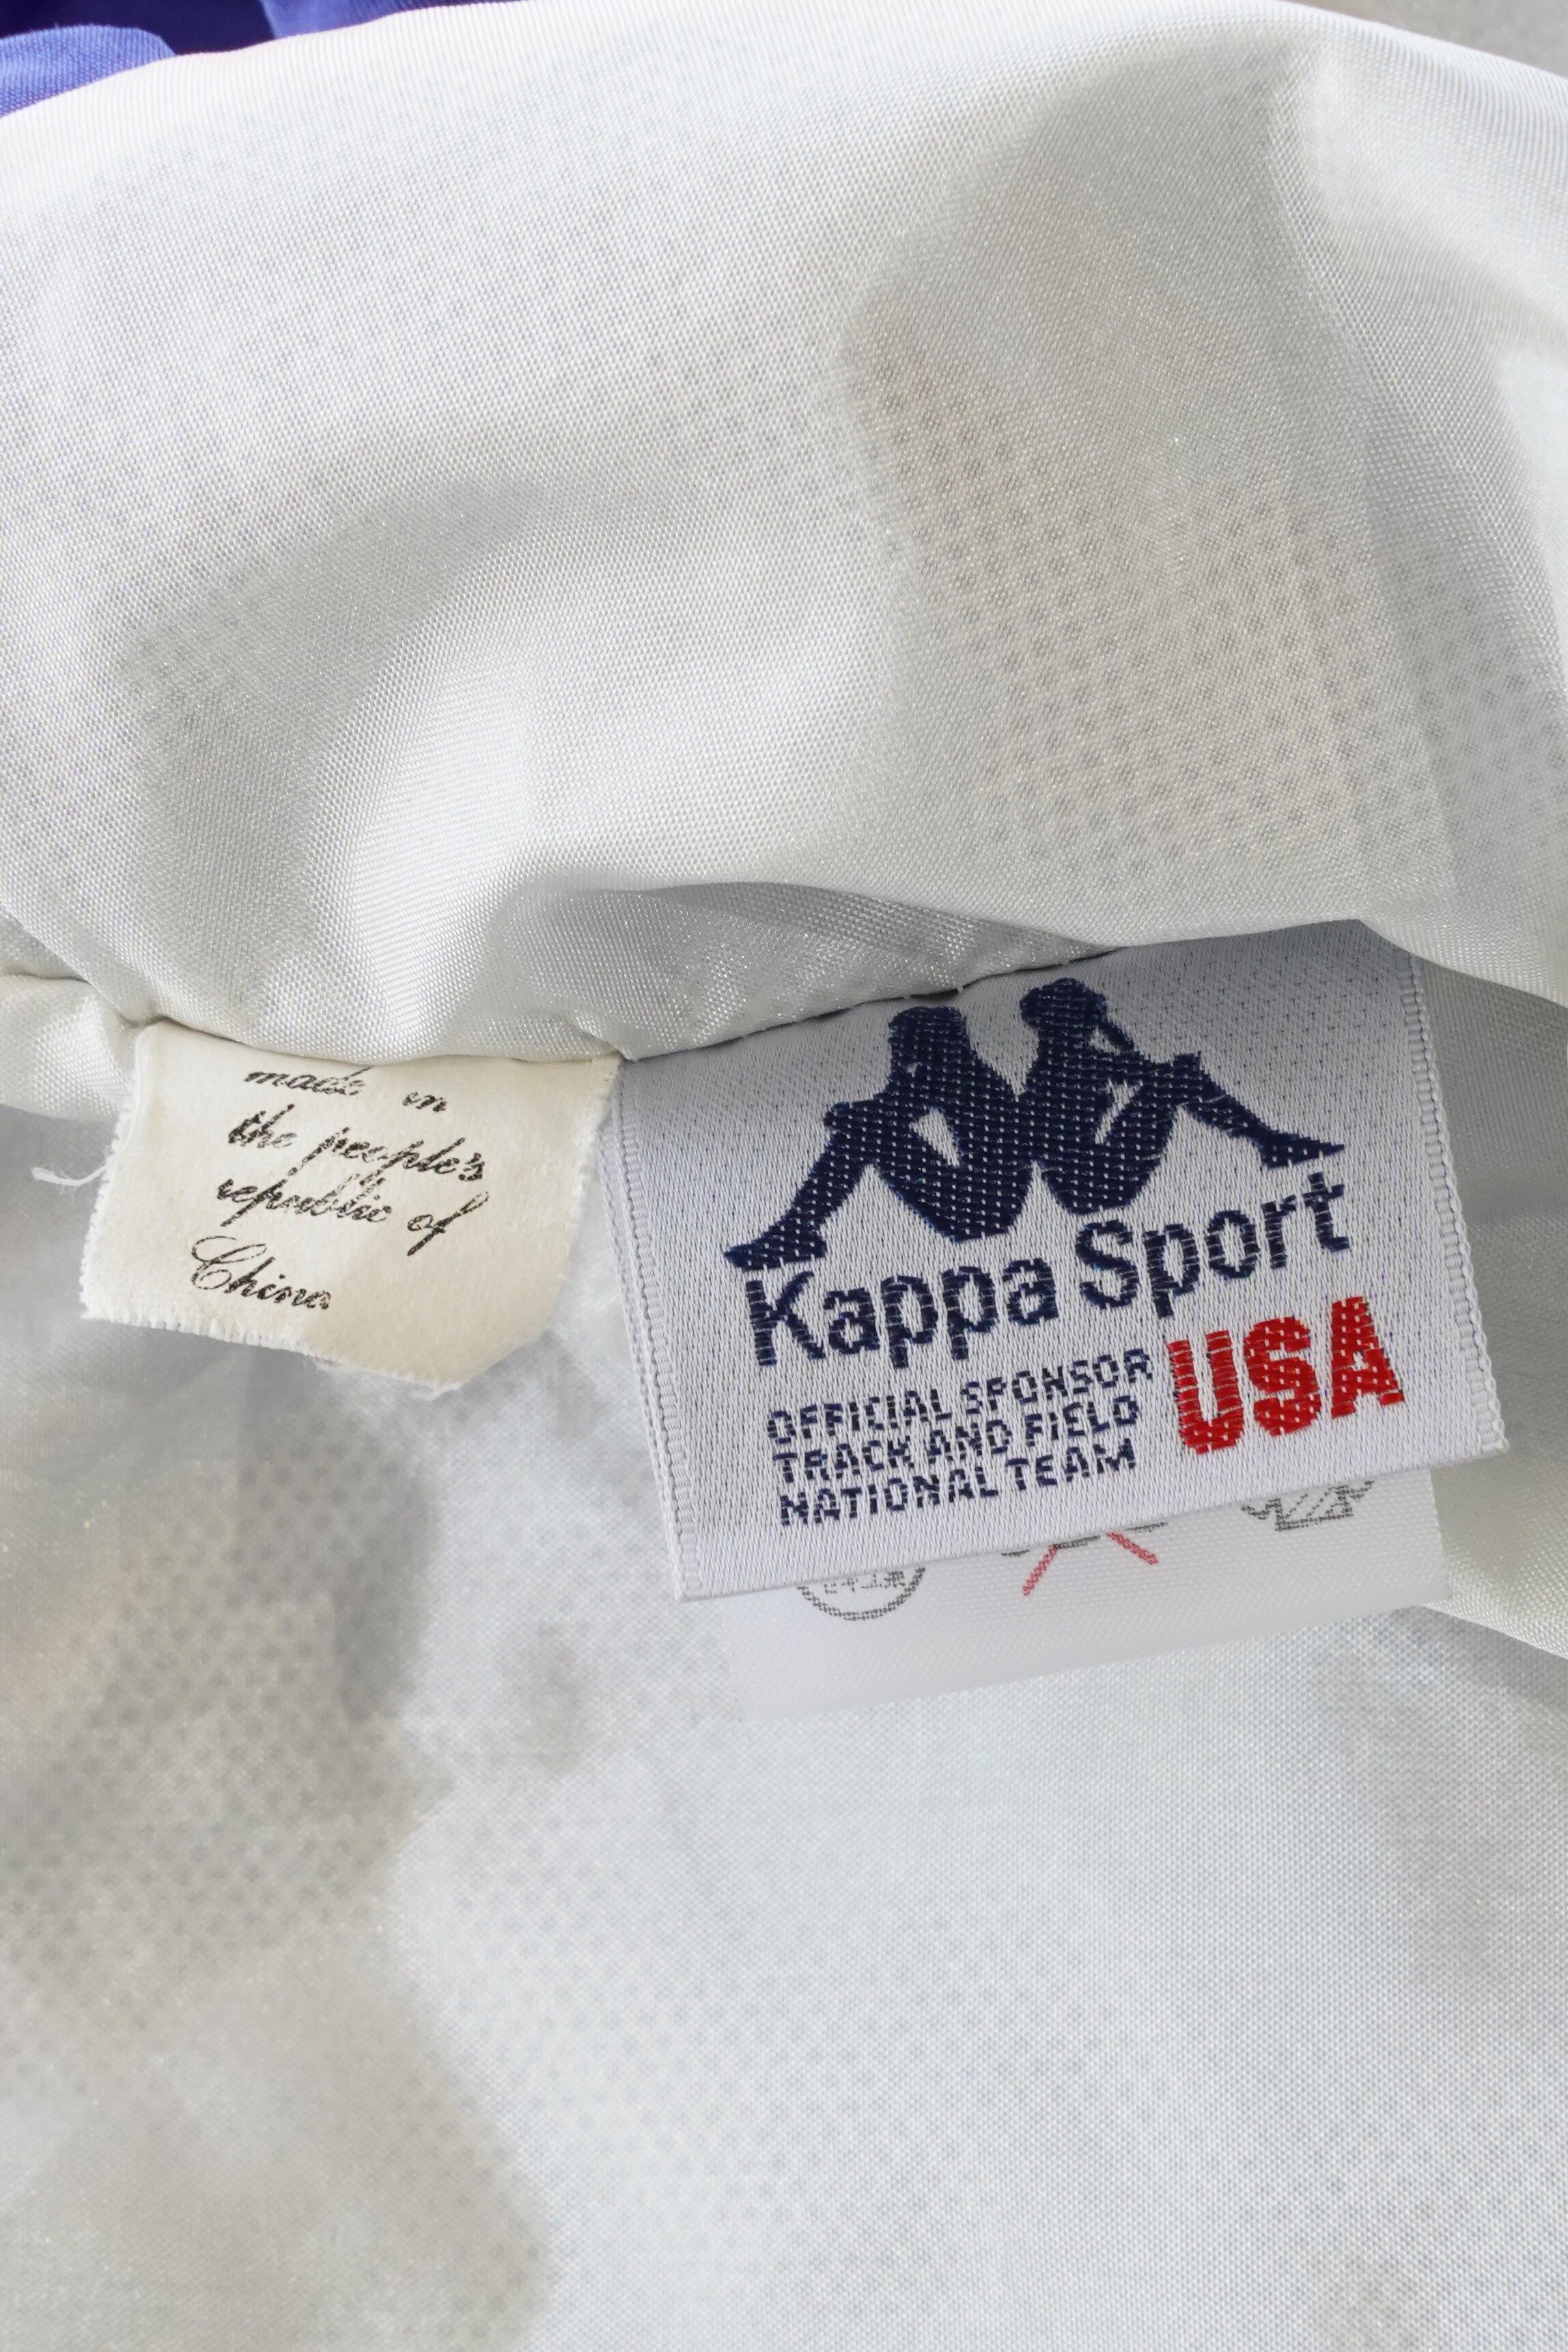 made in
the people's
republic of
China
Kappa Sport
OFFICIAL SPONSOR
TRACK AND FIELD
NATIONAL TEAM
USA